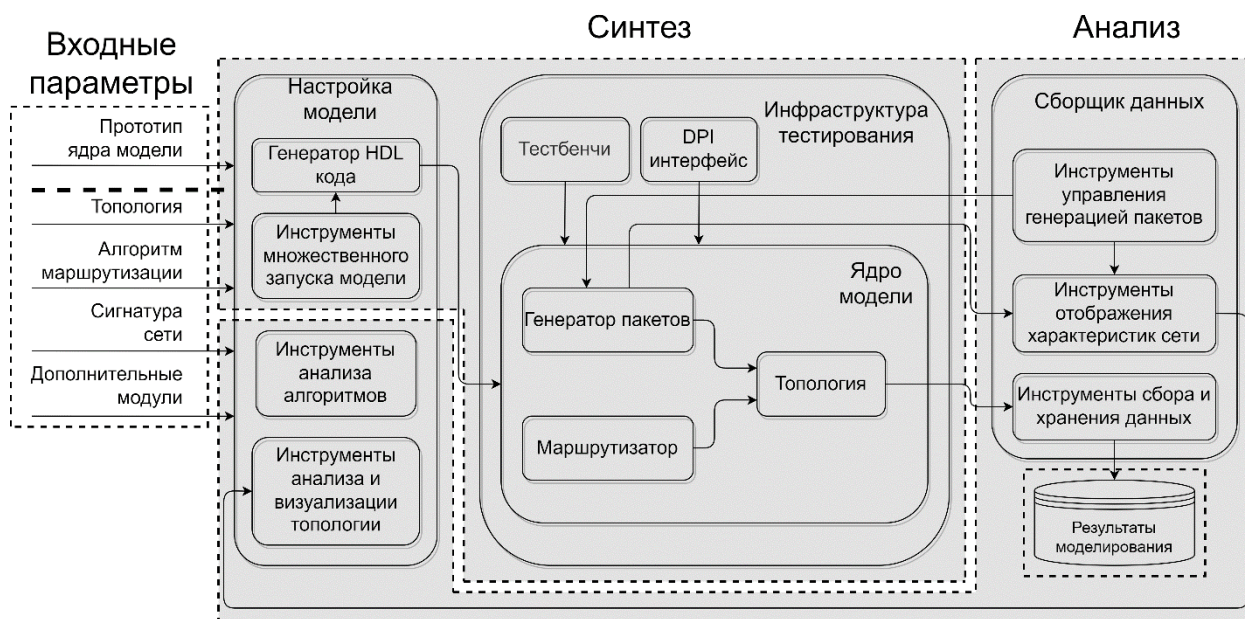 Входные
параметры
Синтез
Анализ
Прототип
ядра модели
Топология
Алгоритм
маршрутизации
Сигнатура
сети
Дополнительные
модули
Настройка
модели
Генератор HDL
кода
Инструменты
множественного
запуска модели
Инструменты
анализа
алгоритмов
Инструменты
анализа и
визуализации
топологии
Инфраструктура
тестирования
Тестбенчи
DPI
интерфейс
Ядро
модели
Генератор пакетов
Маршрутизатор
Топология
Сборщик данных
Инструменты
управления
генерацией пакетов
Инструменты
отображения
характеристик сети
Инструменты сбора и
хранения данных
Результаты
моделирования